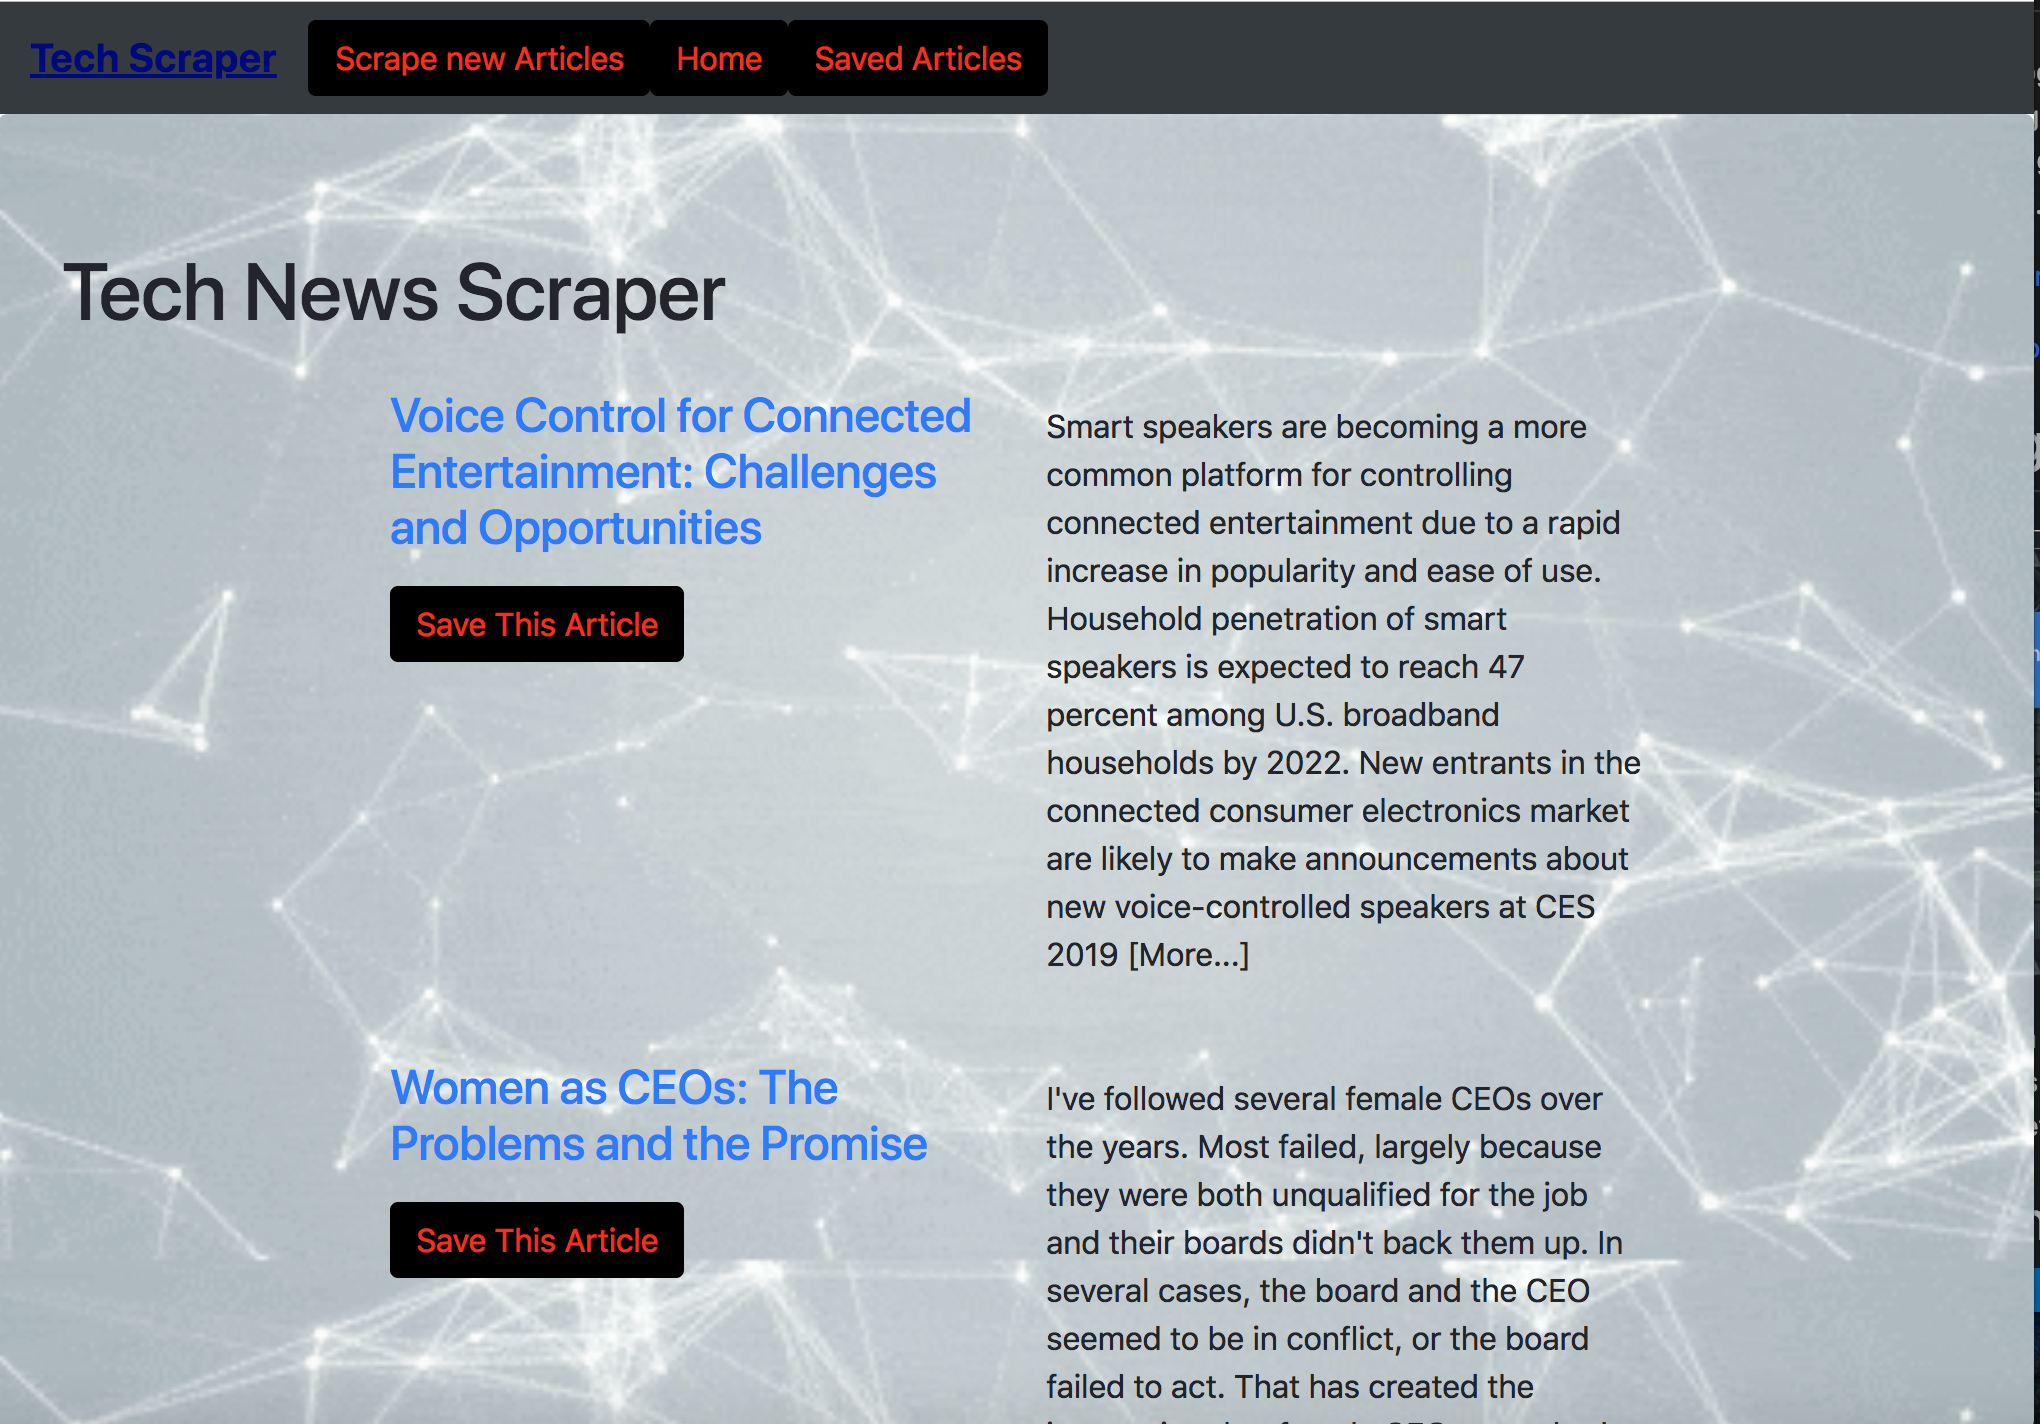 Tech Scraper
Scrape new Articles
Home
Saved Articles
Tech News Scraper
Voice Control for Connected
Entertainment: Challenges
and Opportunities
Save This Article
Smart speakers are becoming a more
common platform for controlling
connected entertainment due to a rapid
increase in popularity and ease of use.
Household penetration of smart
speakers is expected to reach 47
percent among U.S. broadband
households by 2022. New entrants in the
connected consumer electronics market
are likely to make announcements about
new voice-controlled speakers at CES
2019 [More...]
Women as CEOs: The
Problems and the Promise
Save This Article
I've followed several female CEOs over
the years. Most failed, largely because
they were both unqualified for the job
and their boards didn't back them up. In
several cases, the board and the CEO
seemed to be in conflict, or the board
failed to act. That has created the